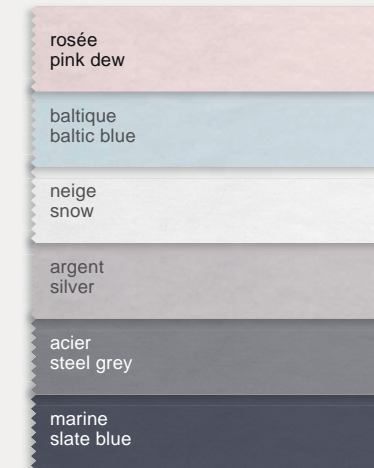 rosée
pink dew
baltique
baltic blue
neige
snow
argent
silver
acier
steel grey
marine
slate blue